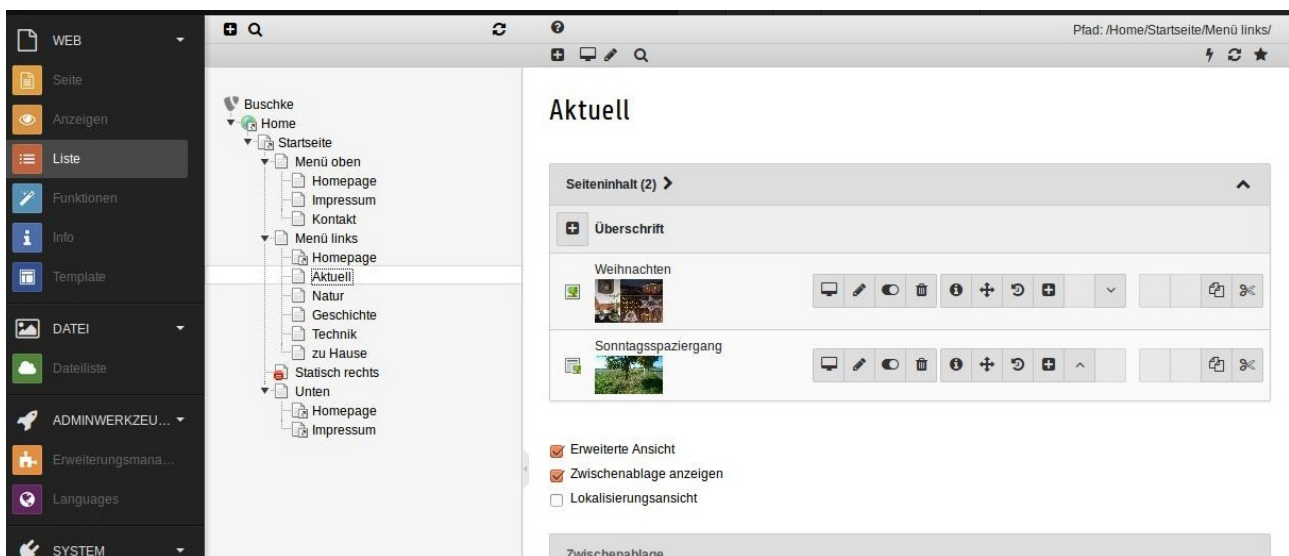 WEB
Seite
Anzeigen
Liste
Funktionen
Info
Template
DATEI
Dateiliste
ADMINWERKZEU...
Erweiterungsmana...
Languages
SYSTEM
Buschke
Home
Startseite
Menü oben
Homepage
Impressum
Kontakt
Menü links
Homepage
Aktuell
Natur
Geschichte
Technik
zu Hause
Statisch rechts
Unten
Homepage
Impressum
Pfad: /Home/Startseite/Menü links/
Aktuell
Seiteninhalt (2)
Überschrift
Weihnachten
Sonntagsspaziergang
Erweiterte Ansicht
Zwischenablage anzeigen
Lokalisierungsansicht
Zwischenablage